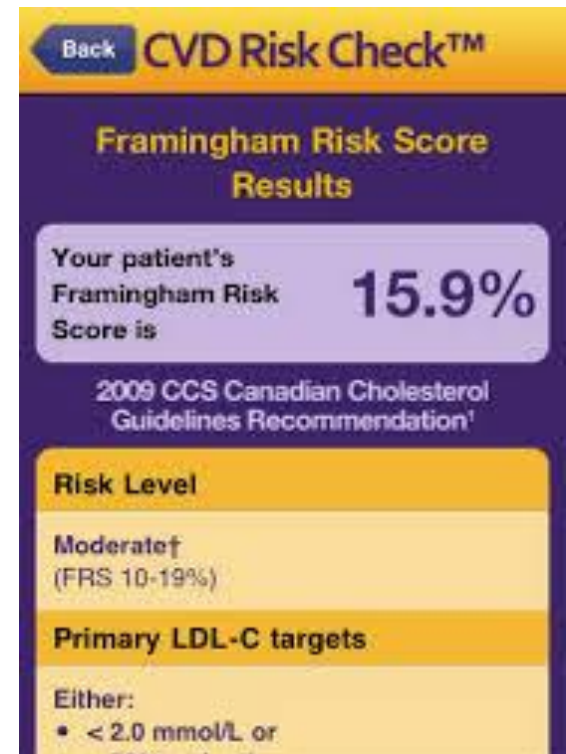 Back CVD Risk Check™
Framingham Risk Score
Results
Your patient's
Framingham Risk
Score is
15.9%
2009 CCS Canadian Cholesterol
Guidelines Recommendation¹
Risk Level
Moderate†
(FRS 10-19%)
Primary LDL-C targets
Either:
• < 2.0 mmol/L or